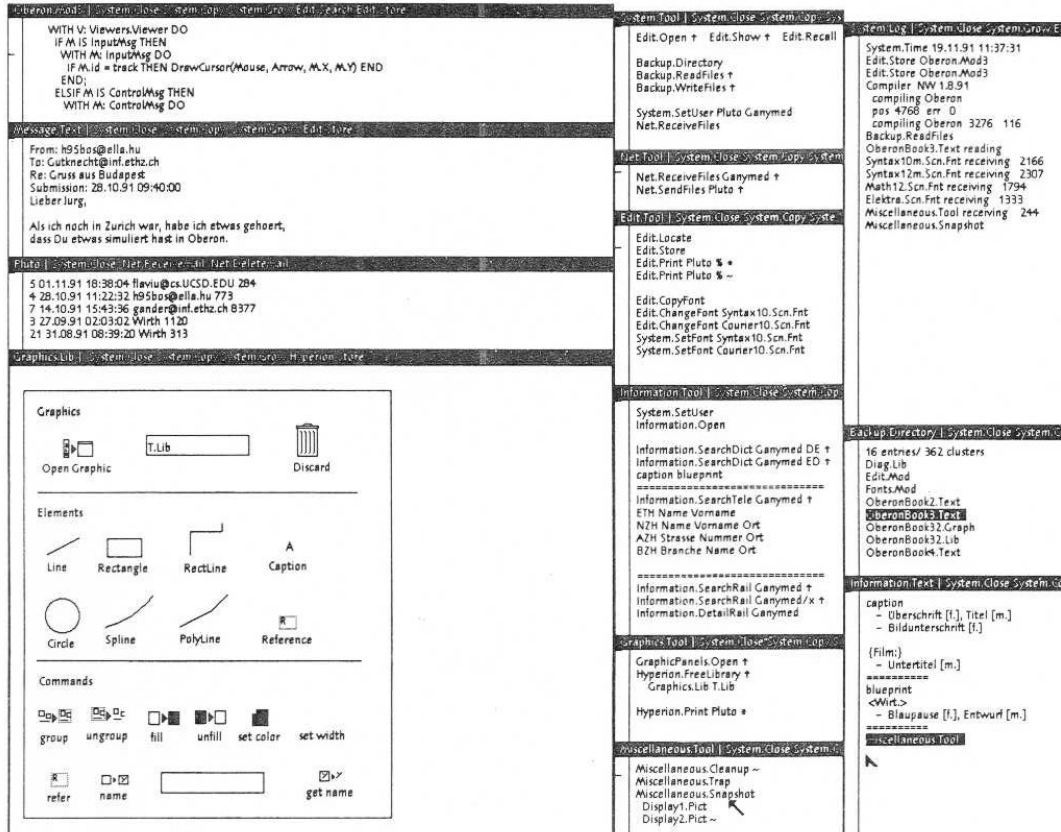 Oberon.Mod3 | System.Close System.Copy System.Grow Edit.Search Edit.Store
WITH V: Viewers.Viewer DO
IF M IS InputMsg THEN
WITH M: InputMsg DO
IF M.id = track THEN DrawCursor(Mouse, Arrow, M.X, M.Y) END
END;
ELSIF M IS ControlMsg THEN
WITH M: ControlMsg DO
Message.Text | System.Close System.Copy System.Grow Edit.Store
From: h95bos@ella.hu
To: Gutknecht@inf.ethz.ch
Re: Gruss aus Budapest
Submission: 28.10.91 09:40:00
Lieber Jurg,
Als ich noch in Zurich war, habe ich etwas gehoert,
dass Du etwas simuliert hast in Oberon.
Pluto | System.Close Net.ReceiveMail Net.DeleteMail
5 01.11.91 18:38:04 flaviu@cs.UCSD.EDU 284
4 28.10.91 11:22:32 h95bos@ella.hu 773
7 14.10.91 15:43:36 gander@inf.ethz.ch 8377
3 27.09.91 02:03:02 Wirth 1120
21 31.08.91 08:39:20 Wirth 313
Graphics.Lib | System.Close System.Copy System.Grow Hyperion.Store
Graphics
T.Lib
Open Graphic Discard
Elements
A
Line Rectangle RectLine Caption
R
Circle Spline PolyLine Reference
Commands
group ungroup fill unfill set color set width
R
refer name get name
System.Tool | System.Close System.Copy Sys
Edit.Open ↑ Edit.Show ↑ Edit.Recall
Backup.Directory
Backup.ReadFiles ↑
Backup.WriteFiles ↑
System.SetUser Pluto Ganymed
Net.ReceiveFiles
Net.Tool | System.Close System.Copy System
Net.ReceiveFiles Ganymed ↑
Net.SendFiles Pluto ↑
Edit.Tool | System.Close System.Copy Syste
Edit.Locate
Edit.Store
Edit.Print Pluto % *
Edit.Print Pluto % ~
Edit.CopyFont
Edit.ChangeFont Syntax10.Scn.Fnt
Edit.ChangeFont Courier10.Scn.Fnt
System.SetFont Syntax10.Scn.Fnt
System.SetFont Courier10.Scn.Fnt
Information.Tool | System.Close System.Cop
System.SetUser
Information.Open
Information.SearchDict Ganymed DE ↑
Information.SearchDict Ganymed ED ↑
caption blueprint
==============================
Information.SearchTele Ganymed ↑
ETH Name Vorname
NZH Name Vorname Ort
AZH Strasse Nummer Ort
BZH Branche Name Ort
==============================
Information.SearchRail Ganymed ↑
Information.SearchRail Ganymed/x ↑
Information.DetailRail Ganymed
Graphics.Tool | System.Close System.Copy S
GraphicPanels.Open ↑
Hyperion.FreeLibrary ↑
Graphics.Lib T.Lib
Hyperion.Print Pluto *
Miscellaneous.Tool | System.Close System.C
Miscellaneous.Cleanup ~
Miscellaneous.Trap
Miscellaneous.Snapshot
Display1.Pict
Display2.Pict ~
System.Log | System.Close System.Grow E
System.Time 19.11.91 11:37:31
Edit.Store Oberon.Mod3
Edit.Store Oberon.Mod3
Compiler NW 1.8.91
compiling Oberon
pos 4768 err 0
compiling Oberon 3276 116
Backup.ReadFiles
OberonBook3.Text reading
Syntax10m.Scn.Fnt receiving 2166
Syntax12m.Scn.Fnt receiving 2307
Math12.Scn.Fnt receiving 1794
Elektra.Scn.Fnt receiving 1333
Miscellaneous.Tool receiving 244
Miscellaneous.Snapshot
Backup.Directory | System.Close System.C
16 entries/ 362 clusters
Diag.Lib
Edit.Mod
Fonts.Mod
OberonBook2.Text
OberonBook3.Text
OberonBook32.Graph
OberonBook32.Lib
OberonBook4.Text
Information.Text | System.Close System.Co
caption
– Überschrift [f.], Titel [m.]
– Bildunterschrift [f.]
{Film:}
– Untertitel [m.]
==========
blueprint
<Wirt.>
– Blaupause [f.], Entwurf [m.]
==========
Miscellaneous.Tool